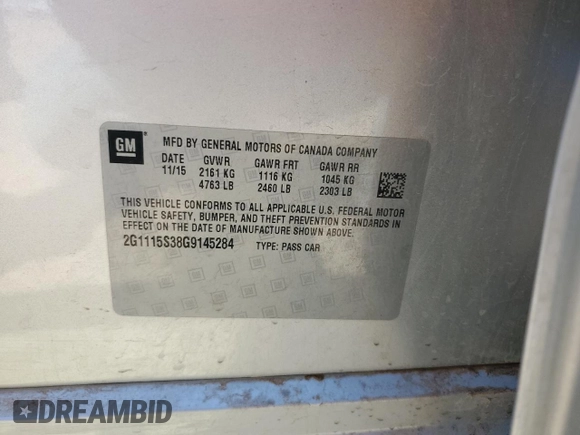 GM
MFD BY GENERAL MOTORS OF CANADA COMPANY
DATE GVWR GAWR FRT GAWR RR
11/15 2161 KG 1116 KG 1045 KG
4763 LB 2460 LB 2303 LB
THIS VEHICLE CONFORMS TO ALL APPLICABLE U.S. FEDERAL MOTOR
VEHICLE SAFETY, BUMPER, AND THEFT PREVENTION STANDARDS IN
EFFECT ON THE DATE OF MANUFACTURE SHOWN ABOVE.
2G1115S38G9145284 TYPE: PASS CAR
DREAMBID